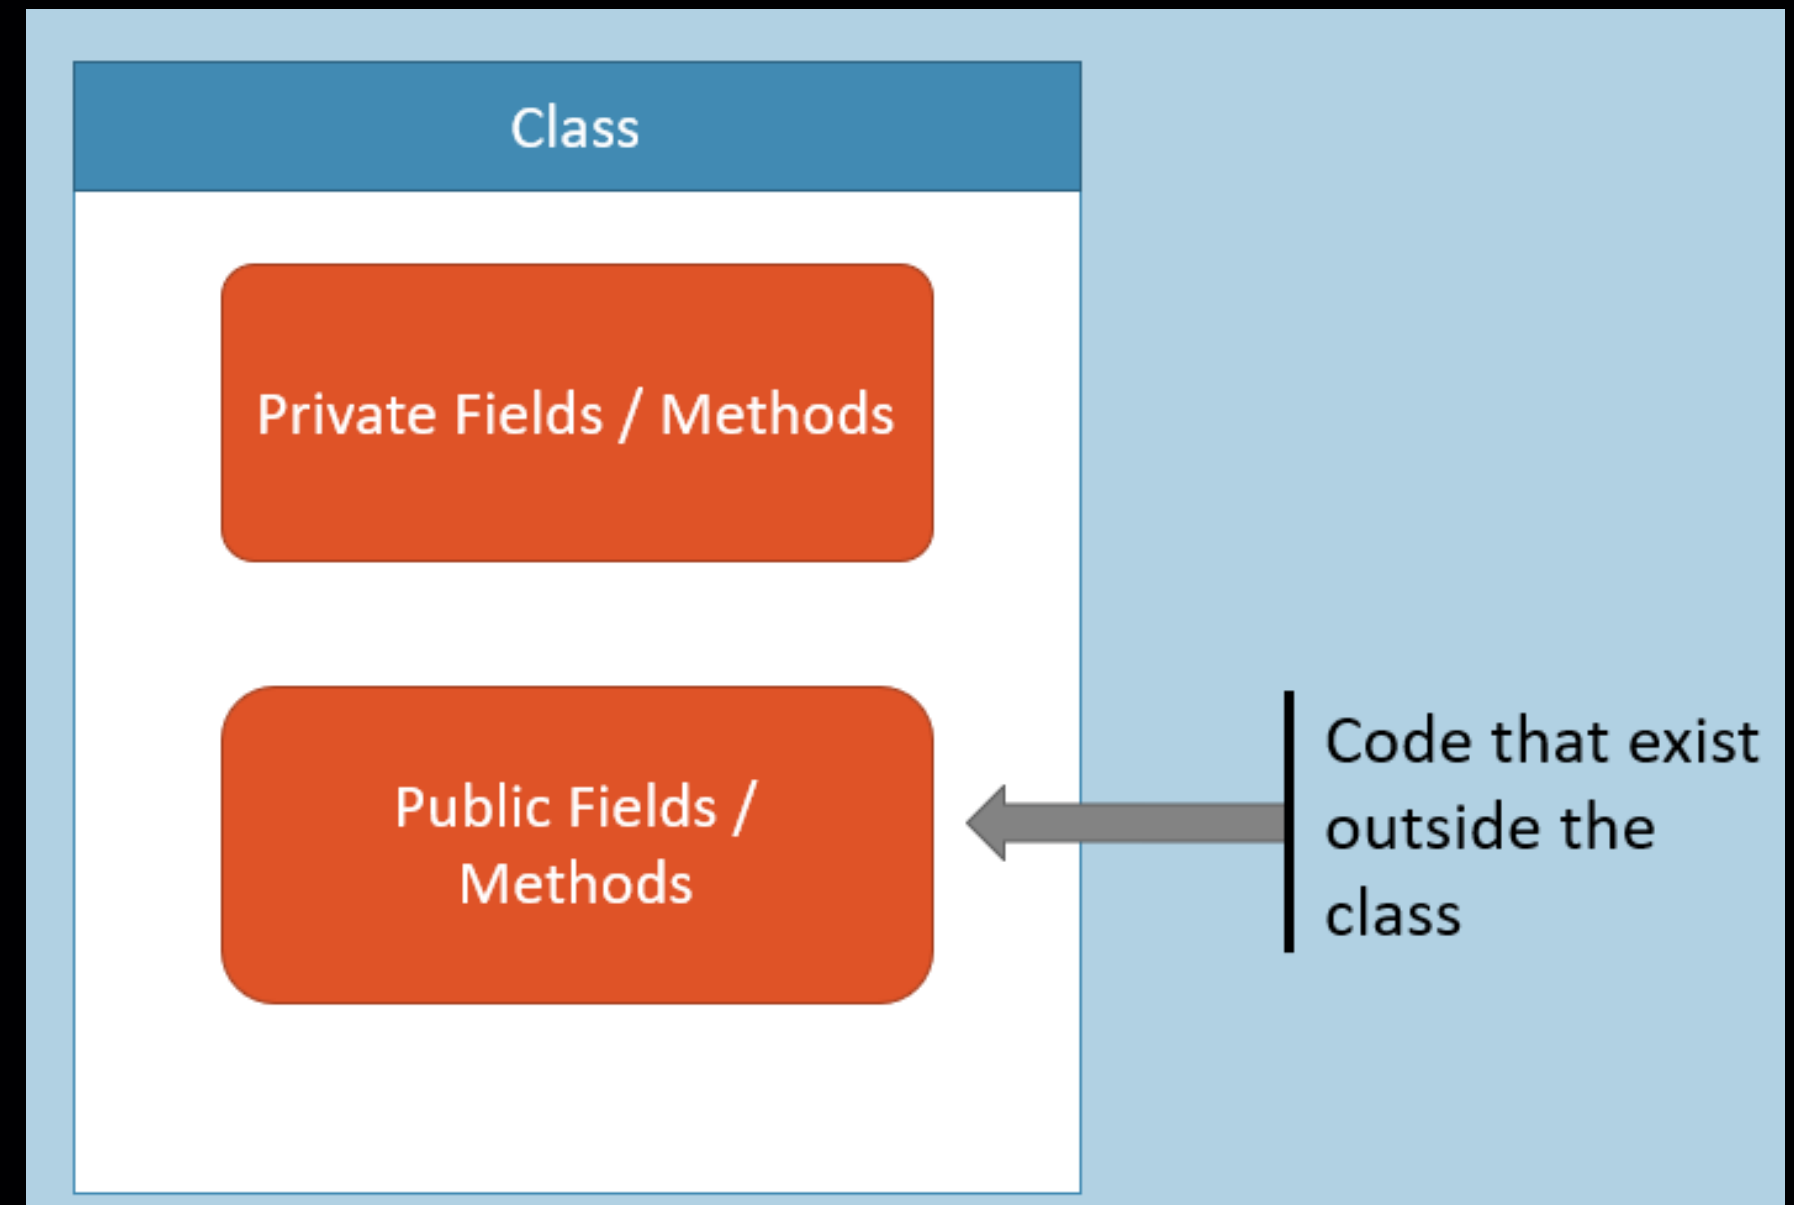 Class
Private Fields / Methods
Public Fields /
Methods
Code that exist
outside the
class